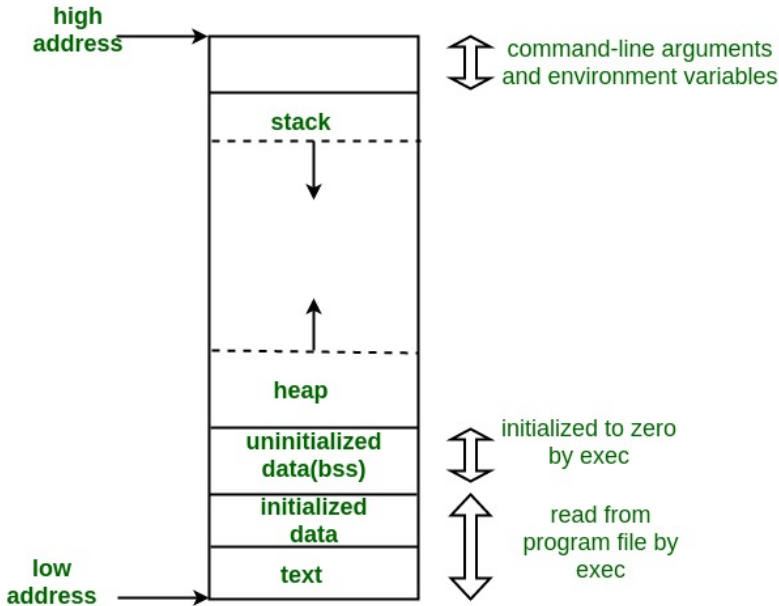 high
address
command-line arguments
and environment variables
stack
heap
uninitialized
data(bss)
initialized to zero
by exec
initialized
data
read from
program file by
exec
text
low
address